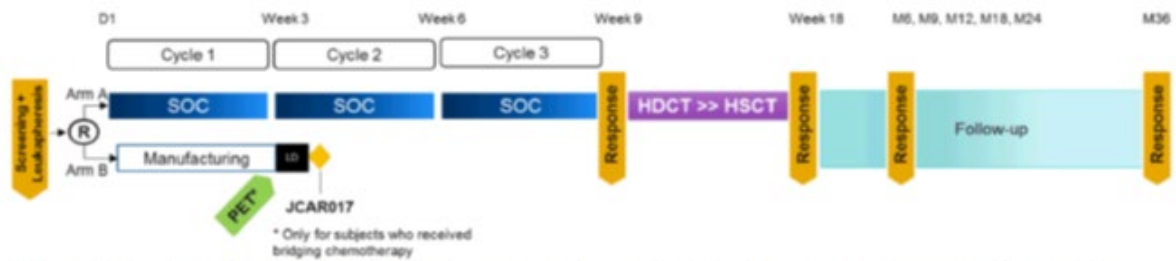 D1 Week 3 Week 6 Week 9 Week 18 M6, M9, M12, M18, M24 M36
Cycle 1 Cycle 2 Cycle 3
Screening +
Leukapheresis
Arm A
R
Arm B
SOC SOC SOC
Response
HDCT >> HSCT
Response
Response
Follow-up
Response
Manufacturing LD
PET*
JCAR017
* Only for subjects who received
bridging chemotherapy